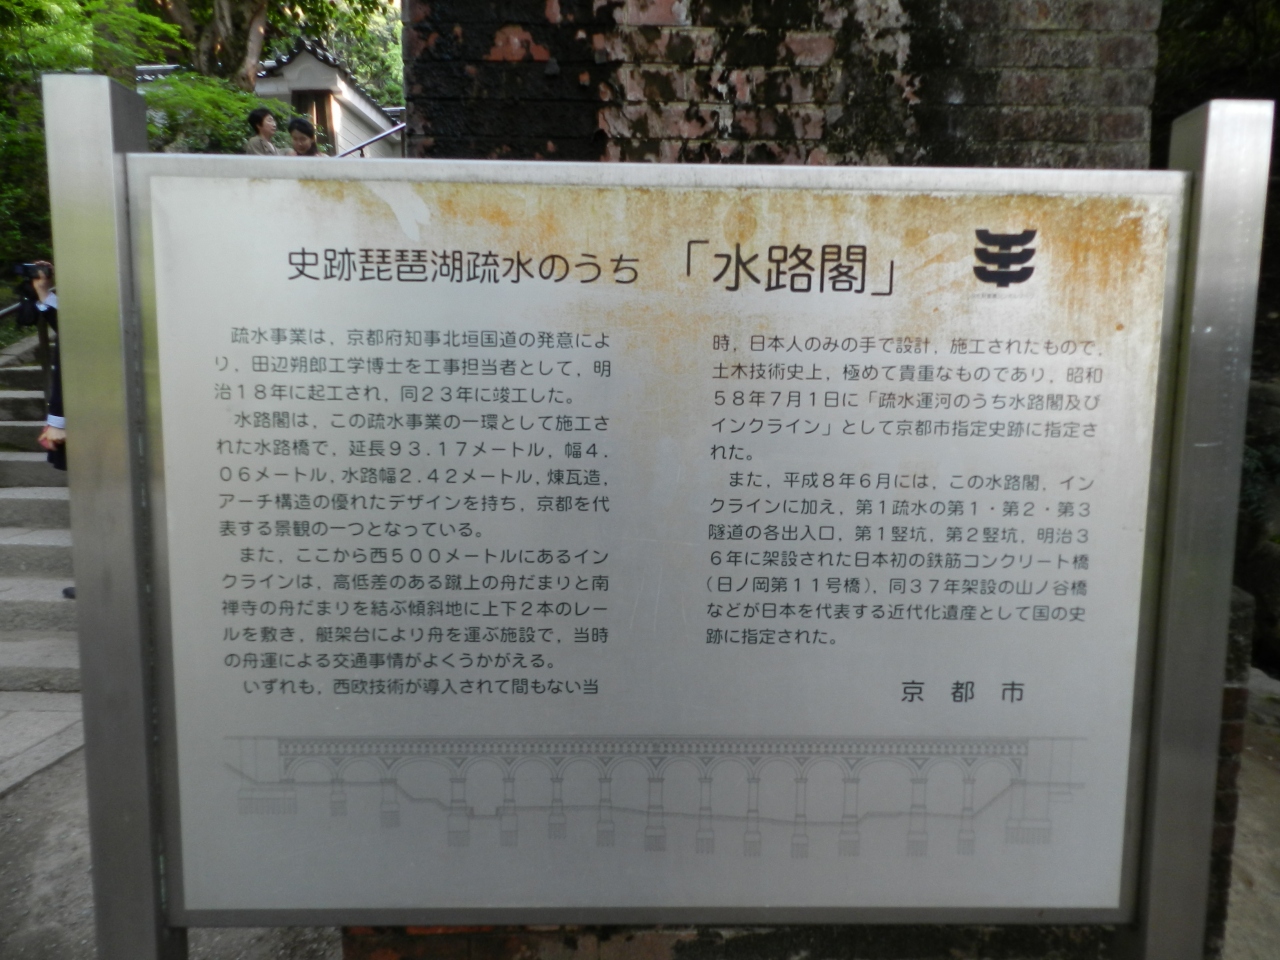 史跡琵琶湖疏水のうち 「水路閣」
疏水事業は，京都府知事北垣国道の発意によ
り，田辺朔郎工学博士を工事担当者として，明
治１８年に起工され，同２３年に竣工した。
水路閣は，この疏水事業の一環として施工さ
れた水路橋で，延長９３．１７メートル，幅４．
０６メートル，水路幅２．４２メートル，煉瓦造，
アーチ構造の優れたデザインを持ち，京都を代
表する景観の一つとなっている。
また，ここから西５００メートルにあるイン
クラインは，高低差のある蹴上の舟だまりと南
禅寺の舟だまりを結ぶ傾斜地に上下２本のレー
ルを敷き，艇架台により舟を運ぶ施設で，当時
の舟運による交通事情がよくうかがえる。
いずれも，西欧技術が導入されて間もない当
時，日本人のみの手で設計，施工されたもので，
土木技術史上，極めて貴重なものであり，昭和
５８年７月１日に「疏水運河のうち水路閣及び
インクライン」として京都市指定史跡に指定さ
れた。
また，平成８年６月には，この水路閣，イン
クラインに加え，第１疏水の第１・第２・第３
隧道の各出入口，第１竪坑，第２竪坑，明治３
６年に架設された日本初の鉄筋コンクリート橋
（日ノ岡第１１号橋），同３７年架設の山ノ谷橋
などが日本を代表する近代化遺産として国の史
跡に指定された。
京都市